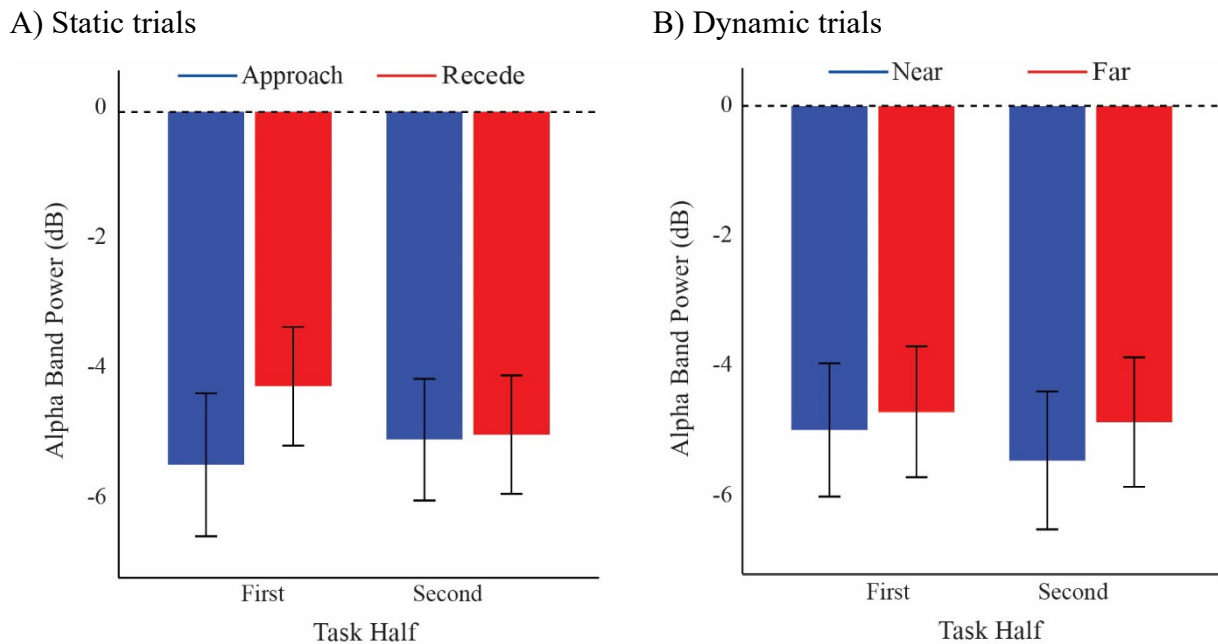 A) Static trials
Approach Recede
0
-2
-4
-6
Alpha Band Power (dB)
First Second
Task Half
B) Dynamic trials
Near Far
0
-2
-4
-6
Alpha Band Power (dB)
First Second
Task Half